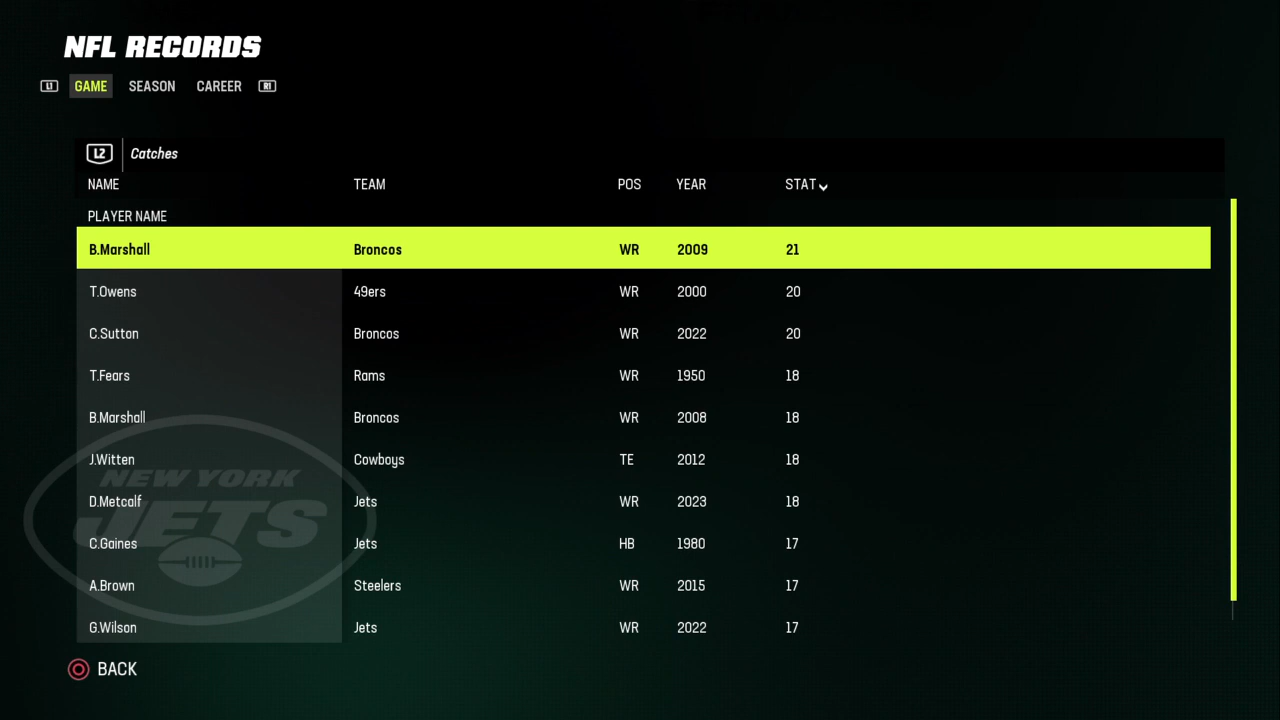 NFL RECORDS
L1 GAME SEASON CAREER R1
L2 Catches
NAME TEAM POS YEAR STAT
PLAYER NAME
B.Marshall Broncos WR 2009 21
T.Owens 49ers WR 2000 20
C.Sutton Broncos WR 2022 20
T.Fears Rams WR 1950 18
B.Marshall Broncos WR 2008 18
J.Witten Cowboys TE 2012 18
D.Metcalf Jets WR 2023 18
C.Gaines Jets HB 1980 17
A.Brown Steelers WR 2015 17
G.Wilson Jets WR 2022 17
NEW YORK
JETS
BACK